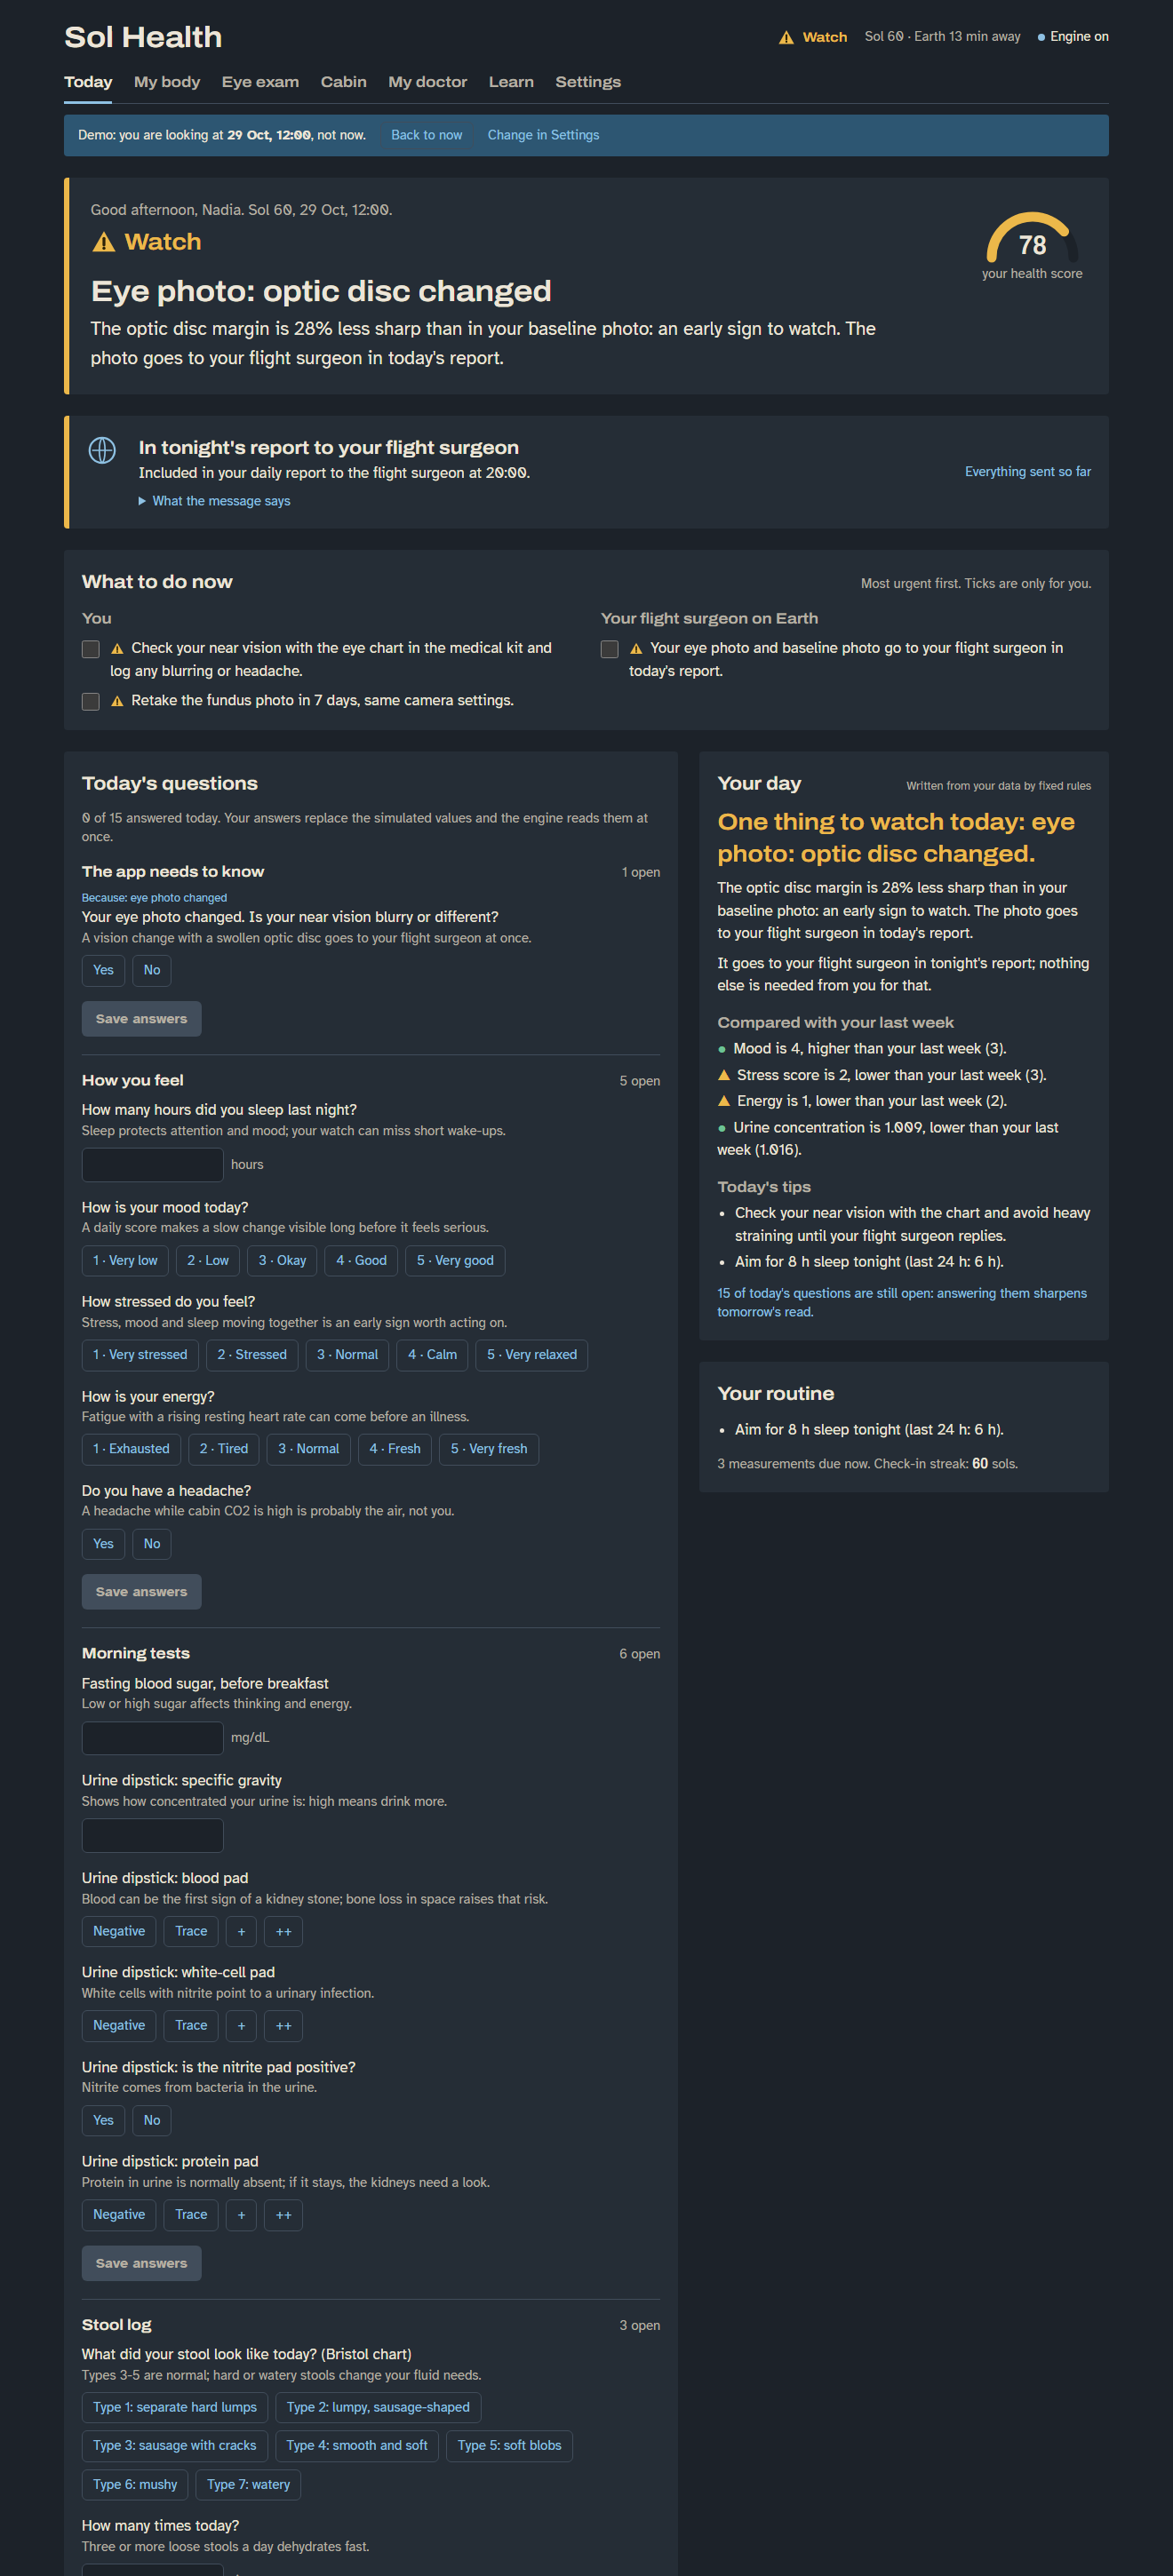 Sol Health
Watch
Sol 60 · Earth 13 min away
Engine on
Today
My body
Eye exam
Cabin
My doctor
Learn
Settings
Demo: you are looking at 29 Oct, 12:00, not now.
Back to now
Change in Settings
Good afternoon, Nadia. Sol 60, 29 Oct, 12:00.
Watch
78
your health score
Eye photo: optic disc changed
The optic disc margin is 28% less sharp than in your baseline photo: an early sign to watch. The
photo goes to your flight surgeon in today's report.
In tonight's report to your flight surgeon
Included in your daily report to the flight surgeon at 20:00.
Everything sent so far
What the message says
What to do now
Most urgent first. Ticks are only for you.
You
Check your near vision with the eye chart in the medical kit and
log any blurring or headache.
Retake the fundus photo in 7 days, same camera settings.
Your flight surgeon on Earth
Your eye photo and baseline photo go to your flight surgeon in
today's report.
Today's questions
0 of 15 answered today. Your answers replace the simulated values and the engine reads them at
once.
The app needs to know
1 open
Because: eye photo changed
Your eye photo changed. Is your near vision blurry or different?
A vision change with a swollen optic disc goes to your flight surgeon at once.
Yes
No
Save answers
How you feel
5 open
How many hours did you sleep last night?
Sleep protects attention and mood; your watch can miss short wake-ups.
hours
How is your mood today?
A daily score makes a slow change visible long before it feels serious.
1 · Very low
2 · Low
3 · Okay
4 · Good
5 · Very good
How stressed do you feel?
Stress, mood and sleep moving together is an early sign worth acting on.
1 · Very stressed
2 · Stressed
3 · Normal
4 · Calm
5 · Very relaxed
How is your energy?
Fatigue with a rising resting heart rate can come before an illness.
1 · Exhausted
2 · Tired
3 · Normal
4 · Fresh
5 · Very fresh
Do you have a headache?
A headache while cabin CO2 is high is probably the air, not you.
Yes
No
Save answers
Morning tests
6 open
Fasting blood sugar, before breakfast
Low or high sugar affects thinking and energy.
mg/dL
Urine dipstick: specific gravity
Shows how concentrated your urine is: high means drink more.
Urine dipstick: blood pad
Blood can be the first sign of a kidney stone; bone loss in space raises that risk.
Negative
Trace
+
++
Urine dipstick: white-cell pad
White cells with nitrite point to a urinary infection.
Negative
Trace
+
++
Urine dipstick: is the nitrite pad positive?
Nitrite comes from bacteria in the urine.
Yes
No
Urine dipstick: protein pad
Protein in urine is normally absent; if it stays, the kidneys need a look.
Negative
Trace
+
++
Save answers
Stool log
3 open
What did your stool look like today? (Bristol chart)
Types 3-5 are normal; hard or watery stools change your fluid needs.
Type 1: separate hard lumps
Type 2: lumpy, sausage-shaped
Type 3: sausage with cracks
Type 4: smooth and soft
Type 5: soft blobs
Type 6: mushy
Type 7: watery
How many times today?
Three or more loose stools a day dehydrates fast.
Your day
Written from your data by fixed rules
One thing to watch today: eye
photo: optic disc changed.
The optic disc margin is 28% less sharp than in your
baseline photo: an early sign to watch. The photo goes
to your flight surgeon in today's report.
It goes to your flight surgeon in tonight's report; nothing
else is needed from you for that.
Compared with your last week
Mood is 4, higher than your last week (3).
Stress score is 2, lower than your last week (3).
Energy is 1, lower than your last week (2).
Urine concentration is 1.009, lower than your last
week (1.016).
Today's tips
Check your near vision with the chart and avoid heavy
straining until your flight surgeon replies.
Aim for 8 h sleep tonight (last 24 h: 6 h).
15 of today's questions are still open: answering them sharpens
tomorrow's read.
Your routine
Aim for 8 h sleep tonight (last 24 h: 6 h).
3 measurements due now. Check-in streak: 60 sols.